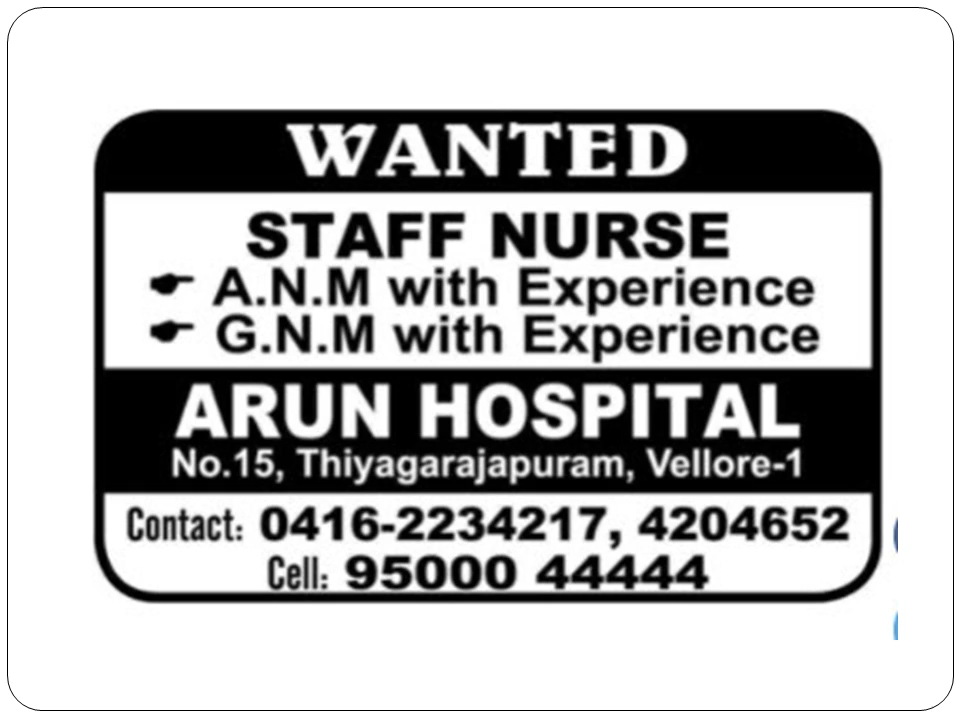 WANTED
STAFF NURSE
A.N.M with Experience
G.N.M with Experience
ARUN HOSPITAL
No.15, Thiyagarajapuram, Vellore-1
Contact: 0416-2234217, 4204652
Cell: 95000 44444